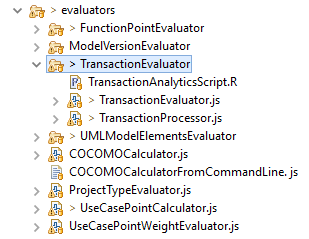 > evaluators
> FunctionPointEvaluator
ModelVersionEvaluator
> TransactionEvaluator
TransactionAnalyticsScript.R
> TransactionEvaluator.js
> TransactionProcessor.js
> UMLModelElementsEvaluator
COCOMOCalculator.js
COCOMOCalculatorFromCommandLine. js
ProjectTypeEvaluator.js
> UseCasePointCalculator.js
UseCasePointWeightEvaluator.js